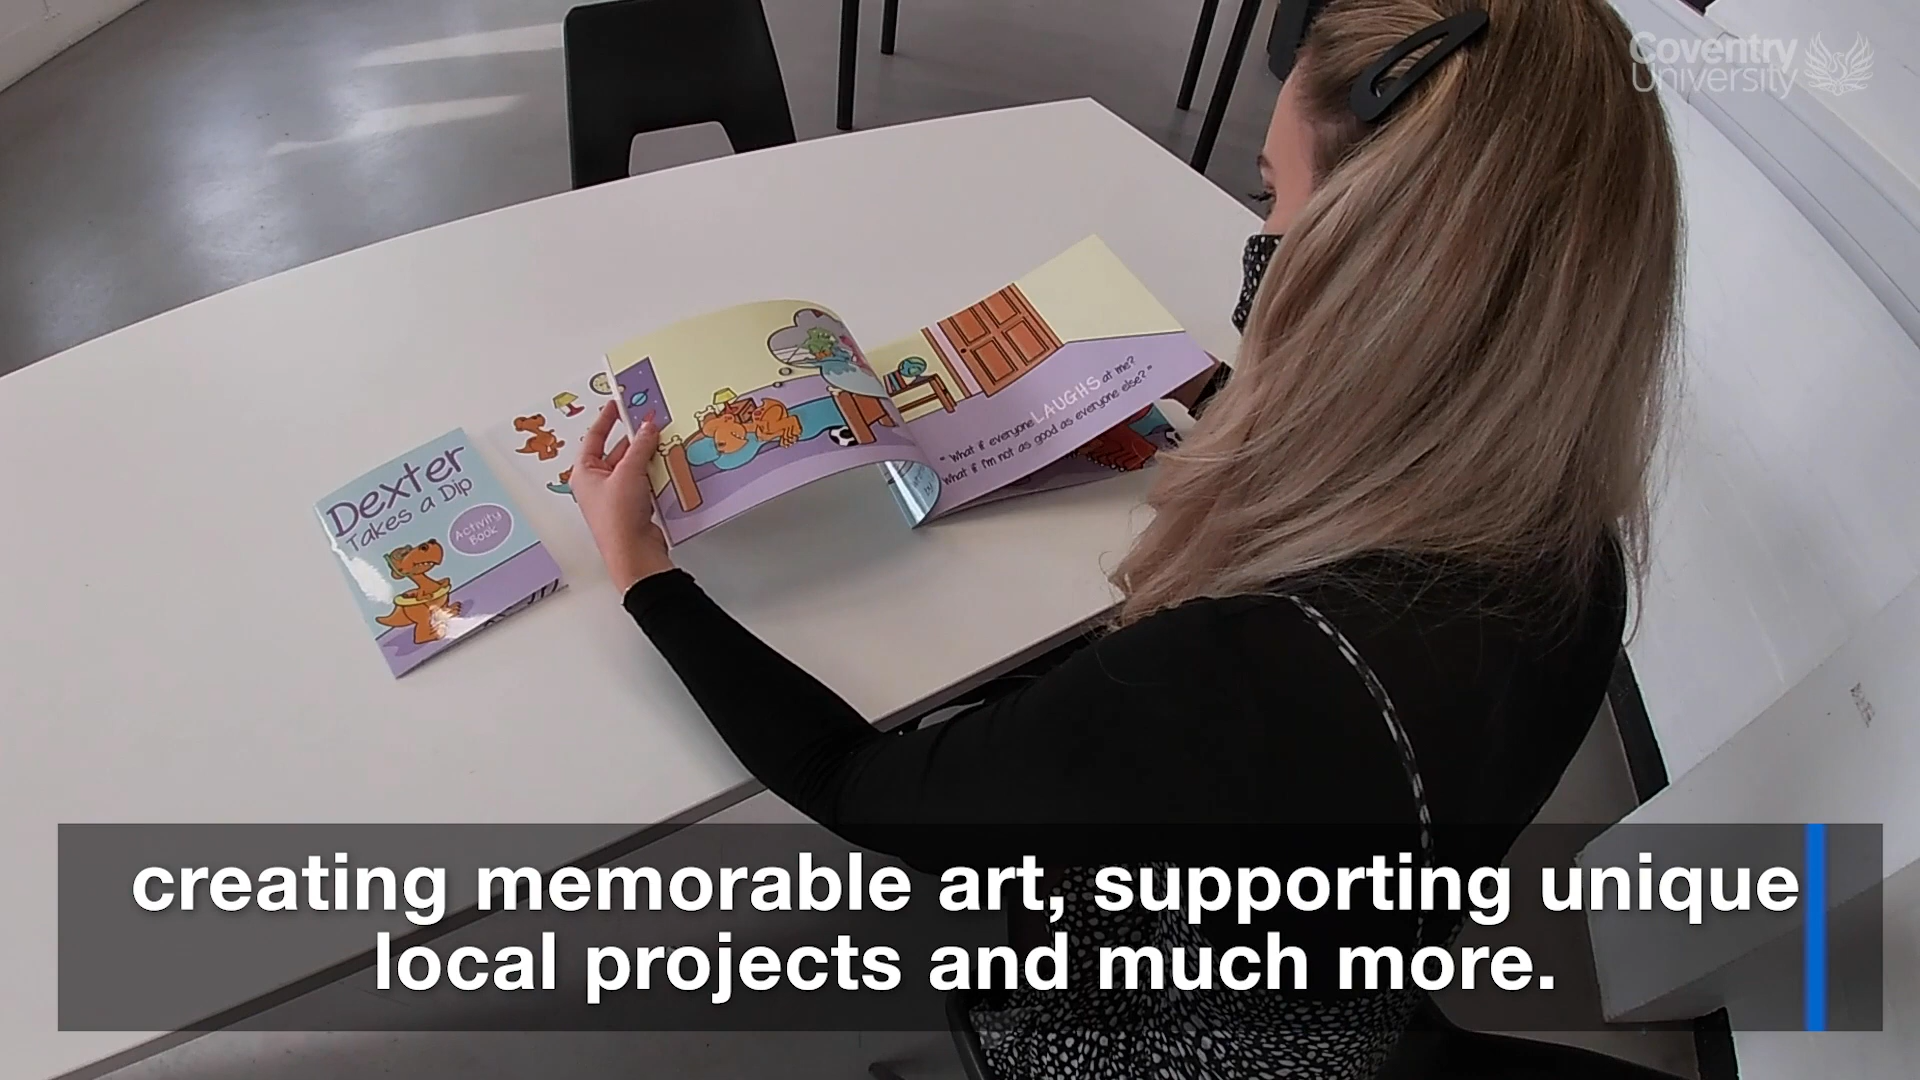 Coventry
University
"What if everyone LAUGHS at me?
What if I'm not as good as everyone else?"
Dexter
Takes a Dip
Activity
Book
creating memorable art, supporting unique
local projects and much more.